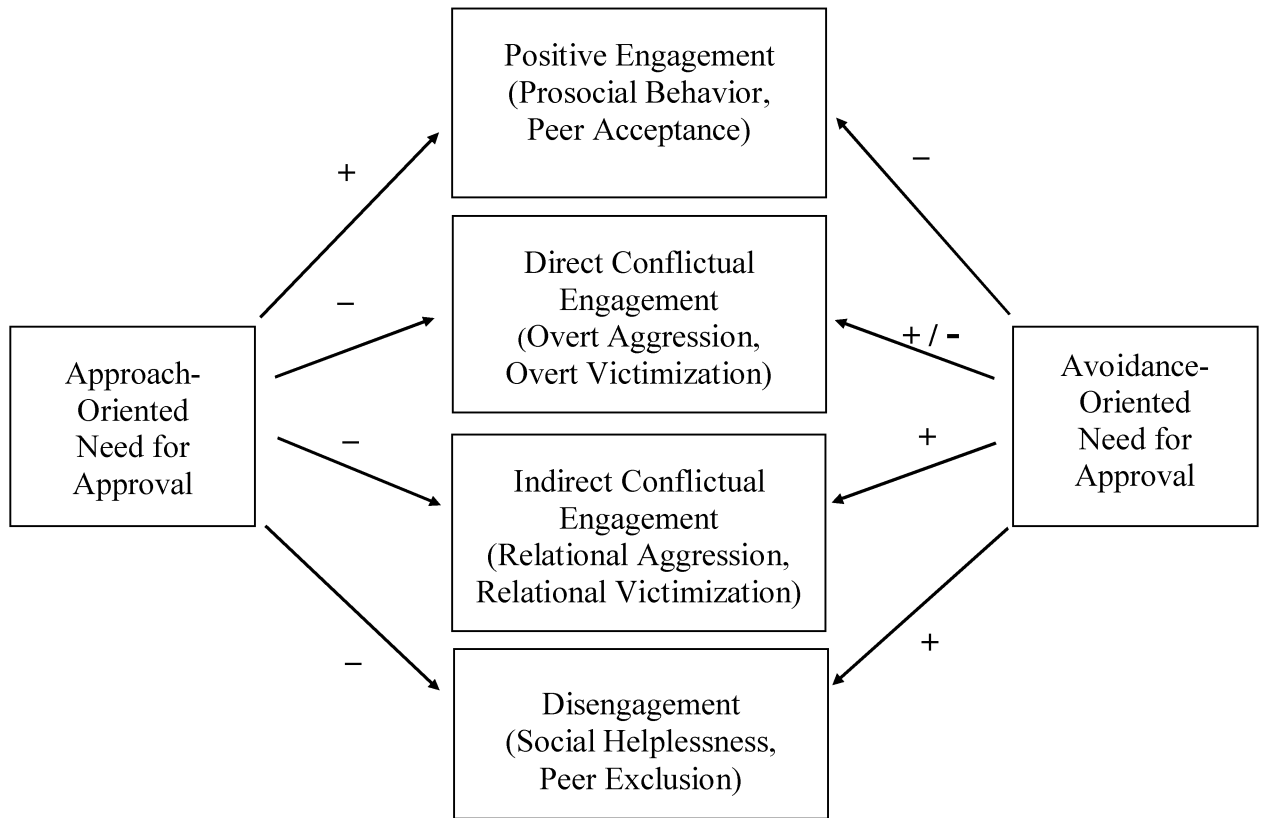 Positive Engagement
(Prosocial Behavior,
Peer Acceptance)
+
–
Direct Conflictual
Engagement
(Overt Aggression,
Overt Victimization)
–
+ / -
Approach-
Oriented
Need for
Approval
Avoidance-
Oriented
Need for
Approval
–
+
Indirect Conflictual
Engagement
(Relational Aggression,
Relational Victimization)
–
+
Disengagement
(Social Helplessness,
Peer Exclusion)